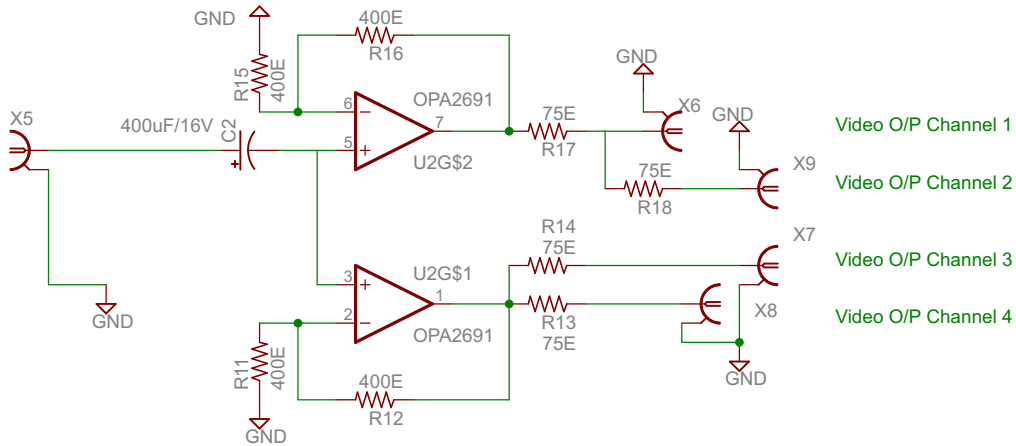 GND
400E
R16
R15
400E
OPA2691
6
7
5
U2G$2
X5
400uF/16V
C2
+
GND
75E
R17
GND
X6
GND
X9
75E
R18
Video O/P Channel 1
Video O/P Channel 2
R14
75E
X7
Video O/P Channel 3
U2G$1
3
1
2
OPA2691
R13
75E
X8
Video O/P Channel 4
GND
R11
400E
400E
R12
GND